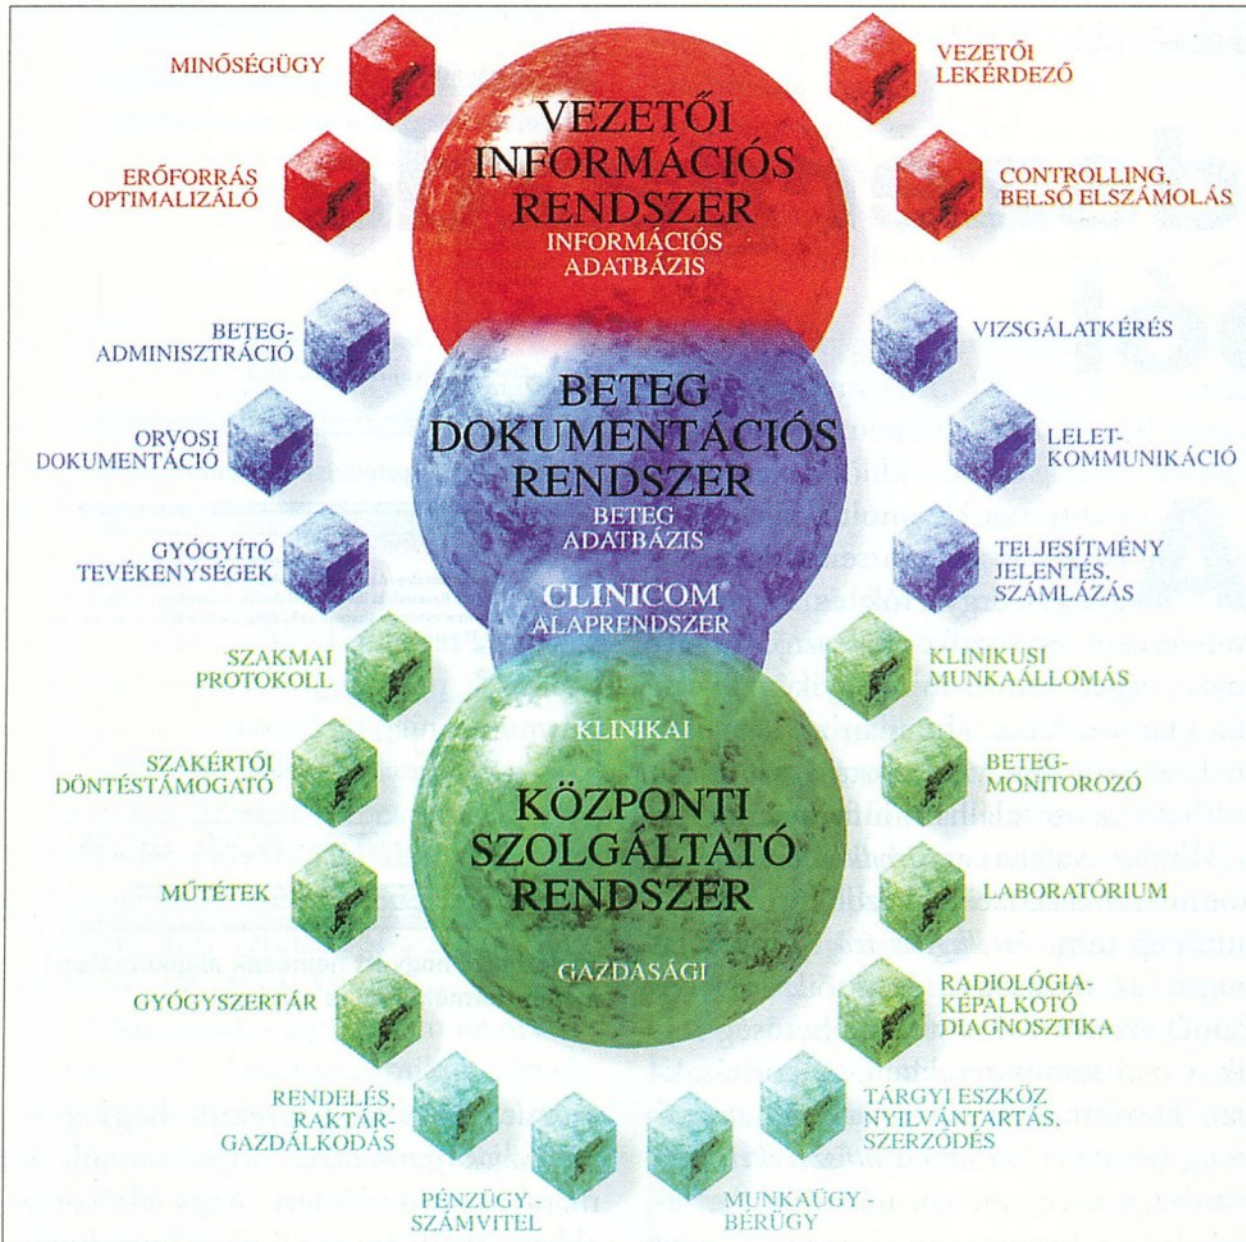 MINŐSÉGÜGY
ERŐFORRÁS
OPTIMALIZÁLÓ
VEZETŐI
INFORMÁCIÓS
RENDSZER
INFORMÁCIÓS
ADATBÁZIS
VEZETŐI
LEKÉRDEZŐ
CONTROLLING,
BELSŐ ELSZÁMOLÁS
BETEG-
ADMINISZTRÁCIÓ
ORVOSI
DOKUMENTÁCIÓ
GYÓGYÍTÓ
TEVÉKENYSÉGEK
BETEG
DOKUMENTÁCIÓS
RENDSZER
BETEG
ADATBÁZIS
CLINICOM®
ALAPRENDSZER
VIZSGÁLATKÉRÉS
LELET-
KOMMUNIKÁCIÓ
TELJESÍTMÉNY
JELENTÉS,
SZÁMLÁZÁS
SZAKMAI
PROTOKOLL
SZAKÉRTŐI
DÖNTÉSTÁMOGATÓ
MŰTÉTEK
GYÓGYSZERTÁR
KLINIKAI
KÖZPONTI
SZOLGÁLTATÓ
RENDSZER
GAZDASÁGI
KLINIKUSI
MUNKAÁLLOMÁS
BETEG-
MONITOROZÓ
LABORATÓRIUM
RADIOLÓGIA-
KÉPALKOTÓ
DIAGNOSZTIKA
RENDELÉS,
RAKTÁR-
GAZDÁLKODÁS
PÉNZÜGY-
SZÁMVITEL
MUNKAÜGY-
BÉRÜGY
TÁRGYI ESZKÖZ
NYILVÁNTARTÁS,
SZERZŐDÉS